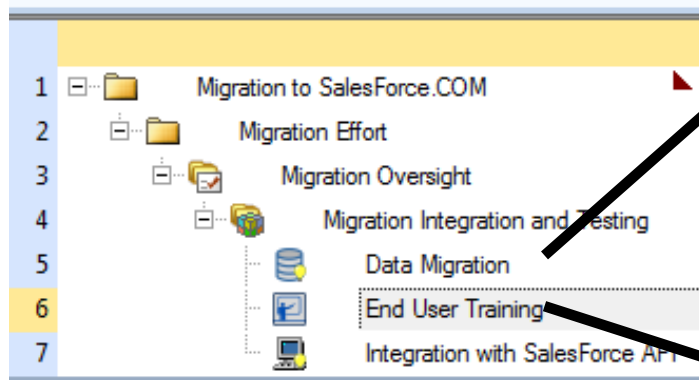 1 Migration to SalesForce.COM
2 Migration Effort
3 Migration Oversight
4 Migration Integration and Testing
5 Data Migration
6 End User Training
7 Integration with SalesForce API